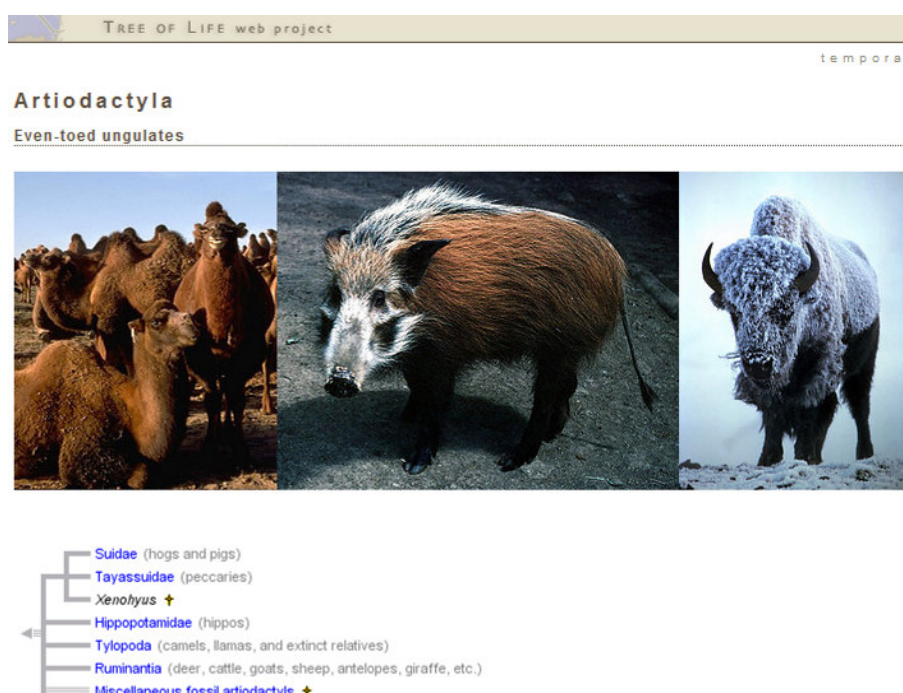 TREE OF LIFE web project
tempora
Artiodactyla
Even-toed ungulates
Suidae (hogs and pigs)
Tayassuidae (peccaries)
Xenohyus
Hippopotamidae (hippos)
Tylopoda (camels, llamas, and extinct relatives)
Ruminantia (deer, cattle, goats, sheep, antelopes, giraffe, etc.)
Miscellaneous fossil artiodactyls